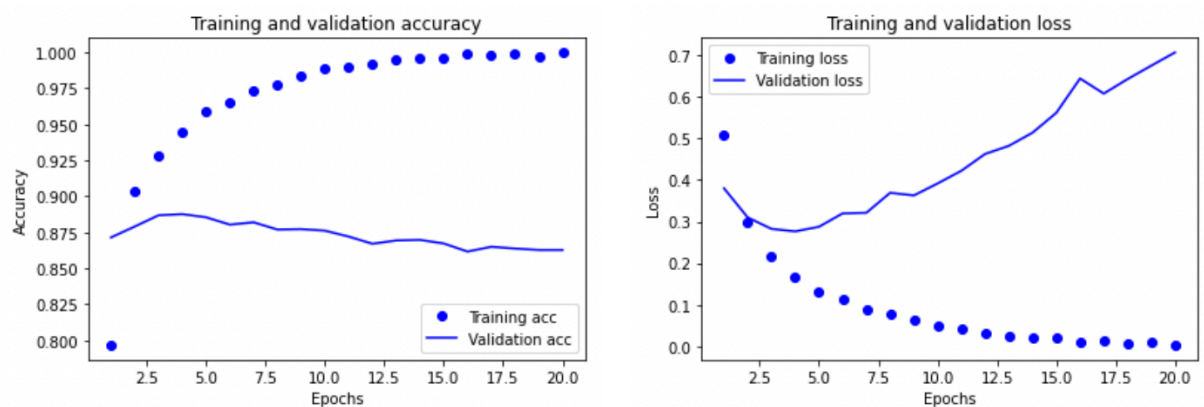 Training and validation accuracy
1.000
0.975
0.950
0.925
0.900
0.875
0.850
0.825
0.800
Accuracy
Training acc
Validation acc
2.5 5.0 7.5 10.0 12.5 15.0 17.5 20.0
Epochs
Training and validation loss
0.7
0.6
0.5
0.4
0.3
0.2
0.1
0.0
Loss
Training loss
Validation loss
2.5 5.0 7.5 10.0 12.5 15.0 17.5 20.0
Epochs